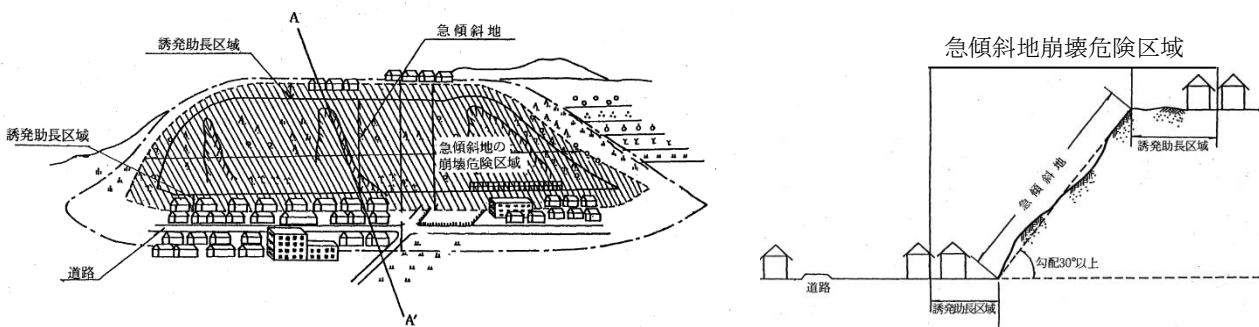 A
誘発助長区域
急傾斜地
誘発助長区域
急傾斜地の
崩壊危険区域
道路
A'
急傾斜地崩壊危険区域
誘発助長区域
急傾斜地
勾配30°以上
道路
誘発助長区域